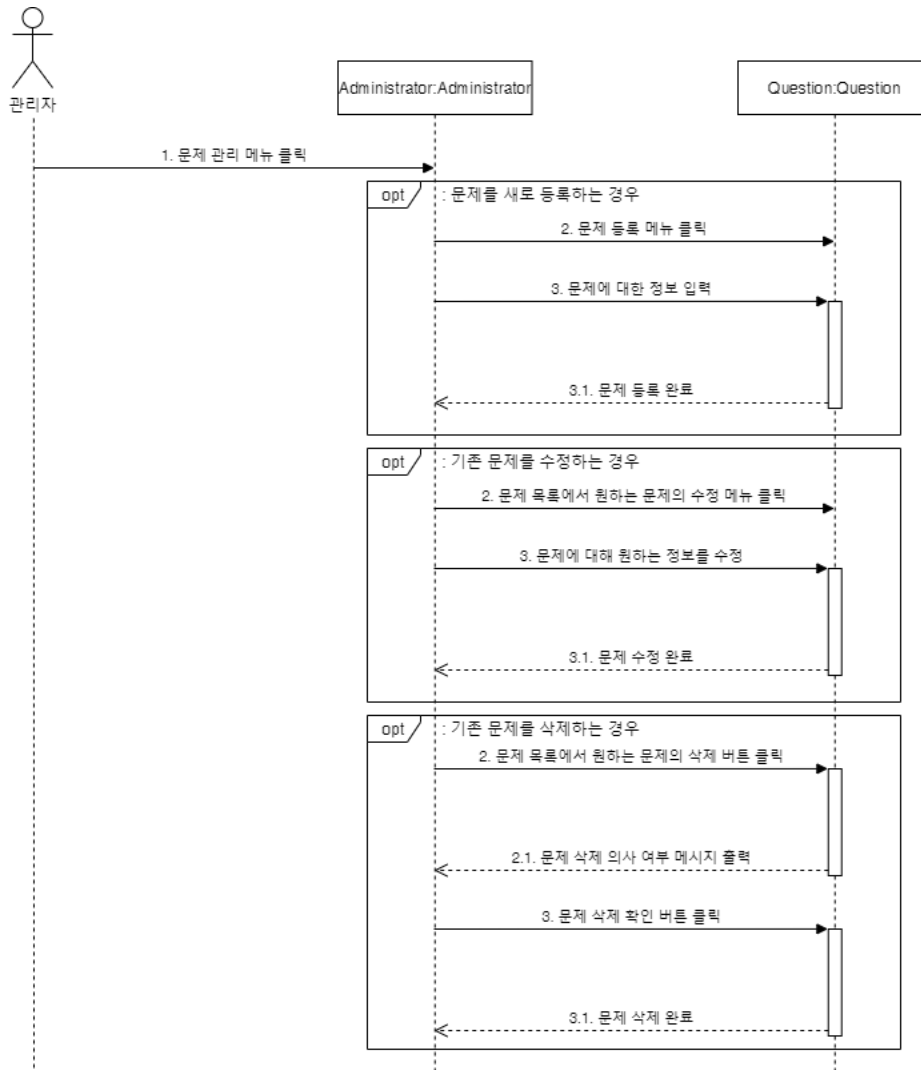 관리자
Administrator:Administrator
Question:Question
1. 문제 관리 메뉴 클릭
opt
: 문제를 새로 등록하는 경우
2. 문제 등록 메뉴 클릭
3. 문제에 대한 정보 입력
3.1. 문제 등록 완료
opt
: 기존 문제를 수정하는 경우
2. 문제 목록에서 원하는 문제의 수정 메뉴 클릭
3. 문제에 대해 원하는 정보를 수정
3.1. 문제 수정 완료
opt
: 기존 문제를 삭제하는 경우
2. 문제 목록에서 원하는 문제의 삭제 버튼 클릭
2.1. 문제 삭제 의사 여부 메시지 출력
3. 문제 삭제 확인 버튼 클릭
3.1. 문제 삭제 완료